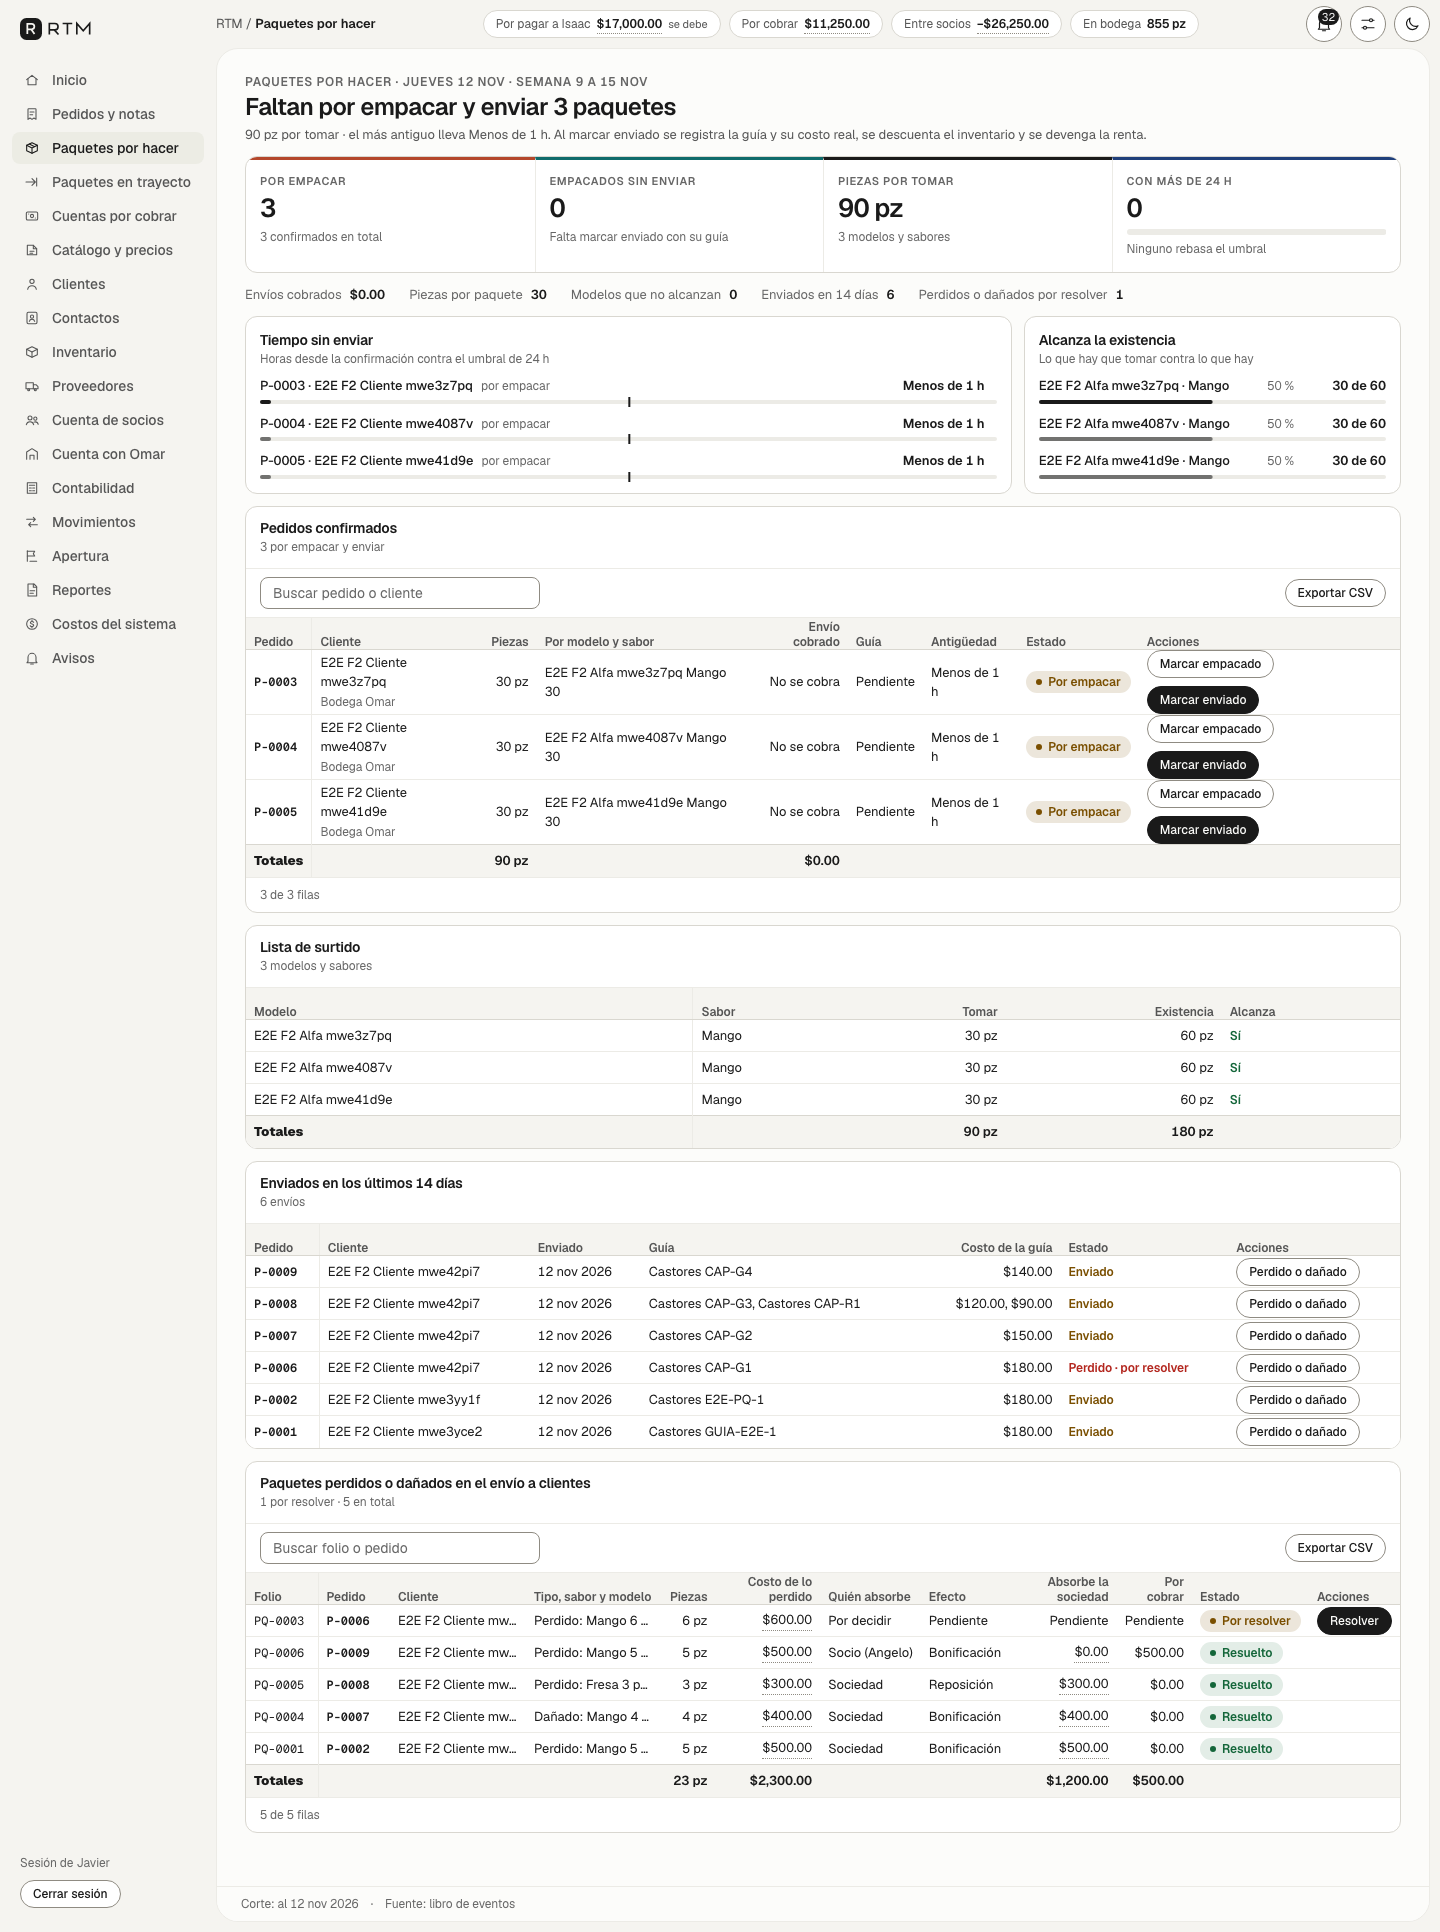 R RTM
RTM / Paquetes por hacer
Por pagar a Isaac $17,000.00 se debe
Por cobrar $11,250.00
Entre socios −$26,250.00
En bodega 855 pz
32
Inicio
Pedidos y notas
Paquetes por hacer
Paquetes en trayecto
Cuentas por cobrar
Catálogo y precios
Clientes
Contactos
Inventario
Proveedores
Cuenta de socios
Cuenta con Omar
Contabilidad
Movimientos
Apertura
Reportes
Costos del sistema
Avisos
Sesión de Javier
Cerrar sesión
PAQUETES POR HACER · JUEVES 12 NOV · SEMANA 9 A 15 NOV
Faltan por empacar y enviar 3 paquetes
90 pz por tomar · el más antiguo lleva Menos de 1 h. Al marcar enviado se registra la guía y su costo real, se descuenta el inventario y se devenga la renta.
POR EMPACAR
3
3 confirmados en total
EMPACADOS SIN ENVIAR
0
Falta marcar enviado con su guía
PIEZAS POR TOMAR
90 pz
3 modelos y sabores
CON MÁS DE 24 H
0
Ninguno rebasa el umbral
Envíos cobrados $0.00 Piezas por paquete 30 Modelos que no alcanzan 0 Enviados en 14 días 6 Perdidos o dañados por resolver 1
Tiempo sin enviar
Horas desde la confirmación contra el umbral de 24 h
P-0003 · E2E F2 Cliente mwe3z7pq por empacar Menos de 1 h
P-0004 · E2E F2 Cliente mwe4087v por empacar Menos de 1 h
P-0005 · E2E F2 Cliente mwe41d9e por empacar Menos de 1 h
Alcanza la existencia
Lo que hay que tomar contra lo que hay
E2E F2 Alfa mwe3z7pq · Mango 50 % 30 de 60
E2E F2 Alfa mwe4087v · Mango 50 % 30 de 60
E2E F2 Alfa mwe41d9e · Mango 50 % 30 de 60
Pedidos confirmados
3 por empacar y enviar
Buscar pedido o cliente
Exportar CSV
Pedido Cliente Piezas Por modelo y sabor Envío cobrado Guía Antigüedad Estado Acciones
P-0003 E2E F2 Cliente mwe3z7pq Bodega Omar 30 pz E2E F2 Alfa mwe3z7pq Mango 30 No se cobra Pendiente Menos de 1 h Por empacar Marcar empacado Marcar enviado
P-0004 E2E F2 Cliente mwe4087v Bodega Omar 30 pz E2E F2 Alfa mwe4087v Mango 30 No se cobra Pendiente Menos de 1 h Por empacar Marcar empacado Marcar enviado
P-0005 E2E F2 Cliente mwe41d9e Bodega Omar 30 pz E2E F2 Alfa mwe41d9e Mango 30 No se cobra Pendiente Menos de 1 h Por empacar Marcar empacado Marcar enviado
Totales 90 pz $0.00
3 de 3 filas
Lista de surtido
3 modelos y sabores
Modelo Sabor Tomar Existencia Alcanza
E2E F2 Alfa mwe3z7pq Mango 30 pz 60 pz Sí
E2E F2 Alfa mwe4087v Mango 30 pz 60 pz Sí
E2E F2 Alfa mwe41d9e Mango 30 pz 60 pz Sí
Totales 90 pz 180 pz
Enviados en los últimos 14 días
6 envíos
Pedido Cliente Enviado Guía Costo de la guía Estado Acciones
P-0009 E2E F2 Cliente mwe42pi7 12 nov 2026 Castores CAP-G4 $140.00 Enviado Perdido o dañado
P-0008 E2E F2 Cliente mwe42pi7 12 nov 2026 Castores CAP-G3, Castores CAP-R1 $120.00, $90.00 Enviado Perdido o dañado
P-0007 E2E F2 Cliente mwe42pi7 12 nov 2026 Castores CAP-G2 $150.00 Enviado Perdido o dañado
P-0006 E2E F2 Cliente mwe42pi7 12 nov 2026 Castores CAP-G1 $180.00 Perdido · por resolver Perdido o dañado
P-0002 E2E F2 Cliente mwe3yy1f 12 nov 2026 Castores E2E-PQ-1 $180.00 Enviado Perdido o dañado
P-0001 E2E F2 Cliente mwe3yce2 12 nov 2026 Castores GUIA-E2E-1 $180.00 Enviado Perdido o dañado
Paquetes perdidos o dañados en el envío a clientes
1 por resolver · 5 en total
Buscar folio o pedido
Exportar CSV
Folio Pedido Cliente Tipo, sabor y modelo Piezas Costo de lo perdido Quién absorbe Efecto Absorbe la sociedad Por cobrar Estado Acciones
PQ-0003 P-0006 E2E F2 Cliente mw… Perdido: Mango 6 … 6 pz $600.00 Por decidir Pendiente Pendiente Pendiente Por resolver Resolver
PQ-0006 P-0009 E2E F2 Cliente mw… Perdido: Mango 5 … 5 pz $500.00 Socio (Angelo) Bonificación $0.00 $500.00 Resuelto
PQ-0005 P-0008 E2E F2 Cliente mw… Perdido: Fresa 3 p… 3 pz $300.00 Sociedad Reposición $300.00 $0.00 Resuelto
PQ-0004 P-0007 E2E F2 Cliente mw… Dañado: Mango 4 … 4 pz $400.00 Sociedad Bonificación $400.00 $0.00 Resuelto
PQ-0001 P-0002 E2E F2 Cliente mw… Perdido: Mango 5 … 5 pz $500.00 Sociedad Bonificación $500.00 $0.00 Resuelto
Totales 23 pz $2,300.00 $1,200.00 $500.00
5 de 5 filas
Corte: al 12 nov 2026 · Fuente: libro de eventos